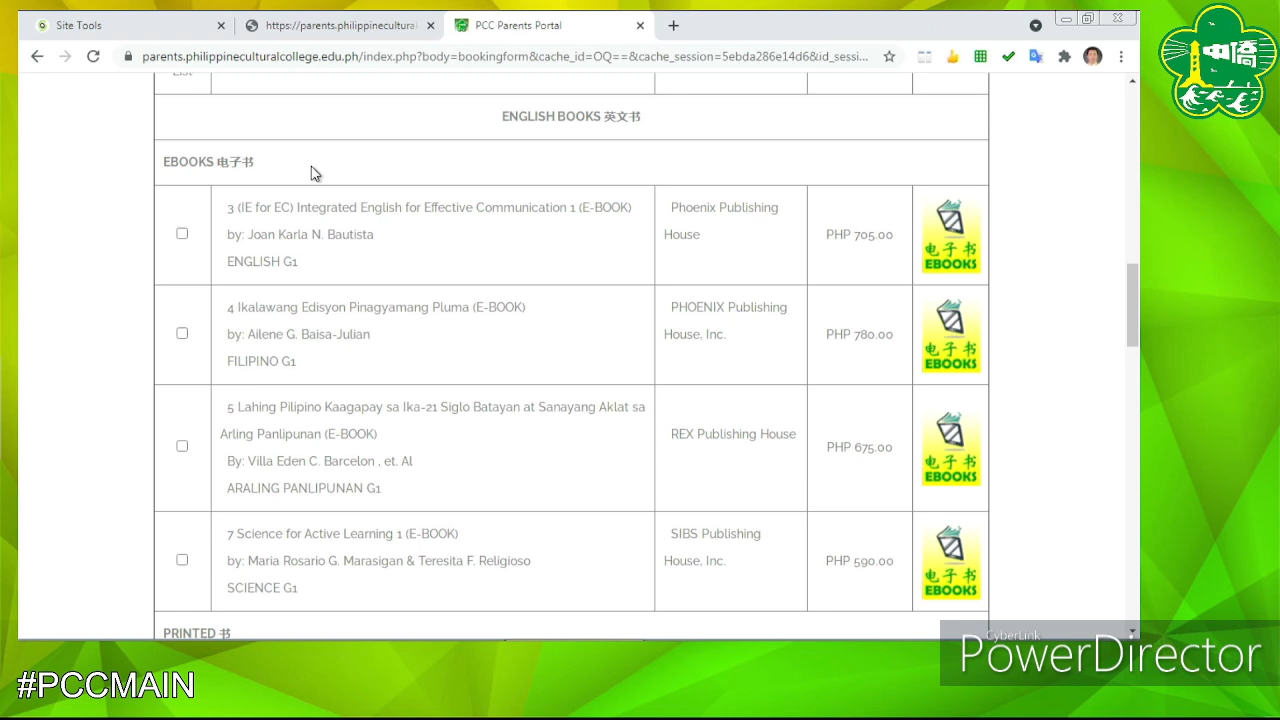 Site Tools
https://parents.philippinecultural
PCC Parents Portal
parents.philippineculturalcollege.edu.ph/index.php?body=bookingform&cache_id=OQ==&cache_session=5ebda286e14d6&id_sessi...
中僑
List
ENGLISH BOOKS 英文书
EBOOKS 电子书
3 (IE for EC) Integrated English for Effective Communication 1 (E-BOOK)
by: Joan Karla N. Bautista
ENGLISH G1
Phoenix Publishing
House
PHP 705.00
电子书
EBOOKS
4 Ikalawang Edisyon Pinagyamang Pluma (E-BOOK)
by: Ailene G. Baisa-Julian
FILIPINO G1
PHOENIX Publishing
House, Inc.
PHP 780.00
电子书
EBOOKS
5 Lahing Pilipino Kaagapay sa Ika-21 Siglo Batayan at Sanayang Aklat sa
Arling Panlipunan (E-BOOK)
By: Villa Eden C. Barcelon , et. Al
ARALING PANLIPUNAN G1
REX Publishing House
PHP 675.00
电子书
EBOOKS
7 Science for Active Learning 1 (E-BOOK)
by: Maria Rosario G. Marasigan & Teresita F. Religioso
SCIENCE G1
SIBS Publishing
House, Inc.
PHP 590.00
电子书
EBOOKS
PRINTED 书
CyberLink
PowerDirector
#PCCMAIN